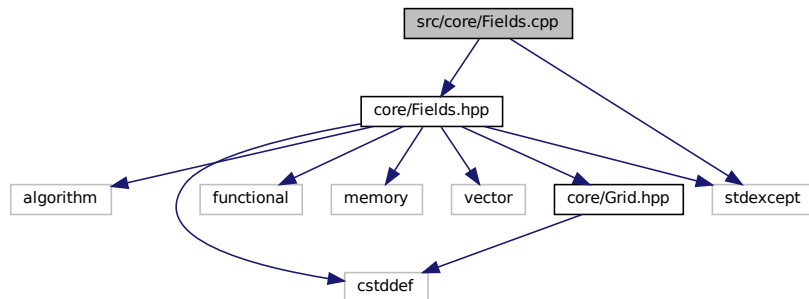 src/core/Fields.cpp
core/Fields.hpp
algorithm
functional
memory
vector
core/Grid.hpp
stdexcept
cstddef